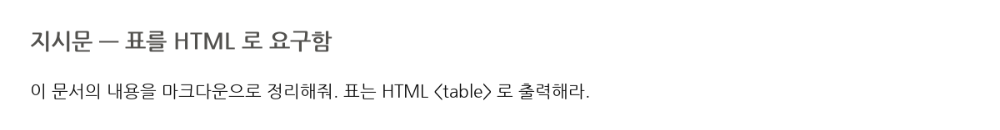 지시문 — 표를 HTML 로 요구함
이 문서의 내용을 마크다운으로 정리해줘. 표는 HTML <table> 로 출력해라.